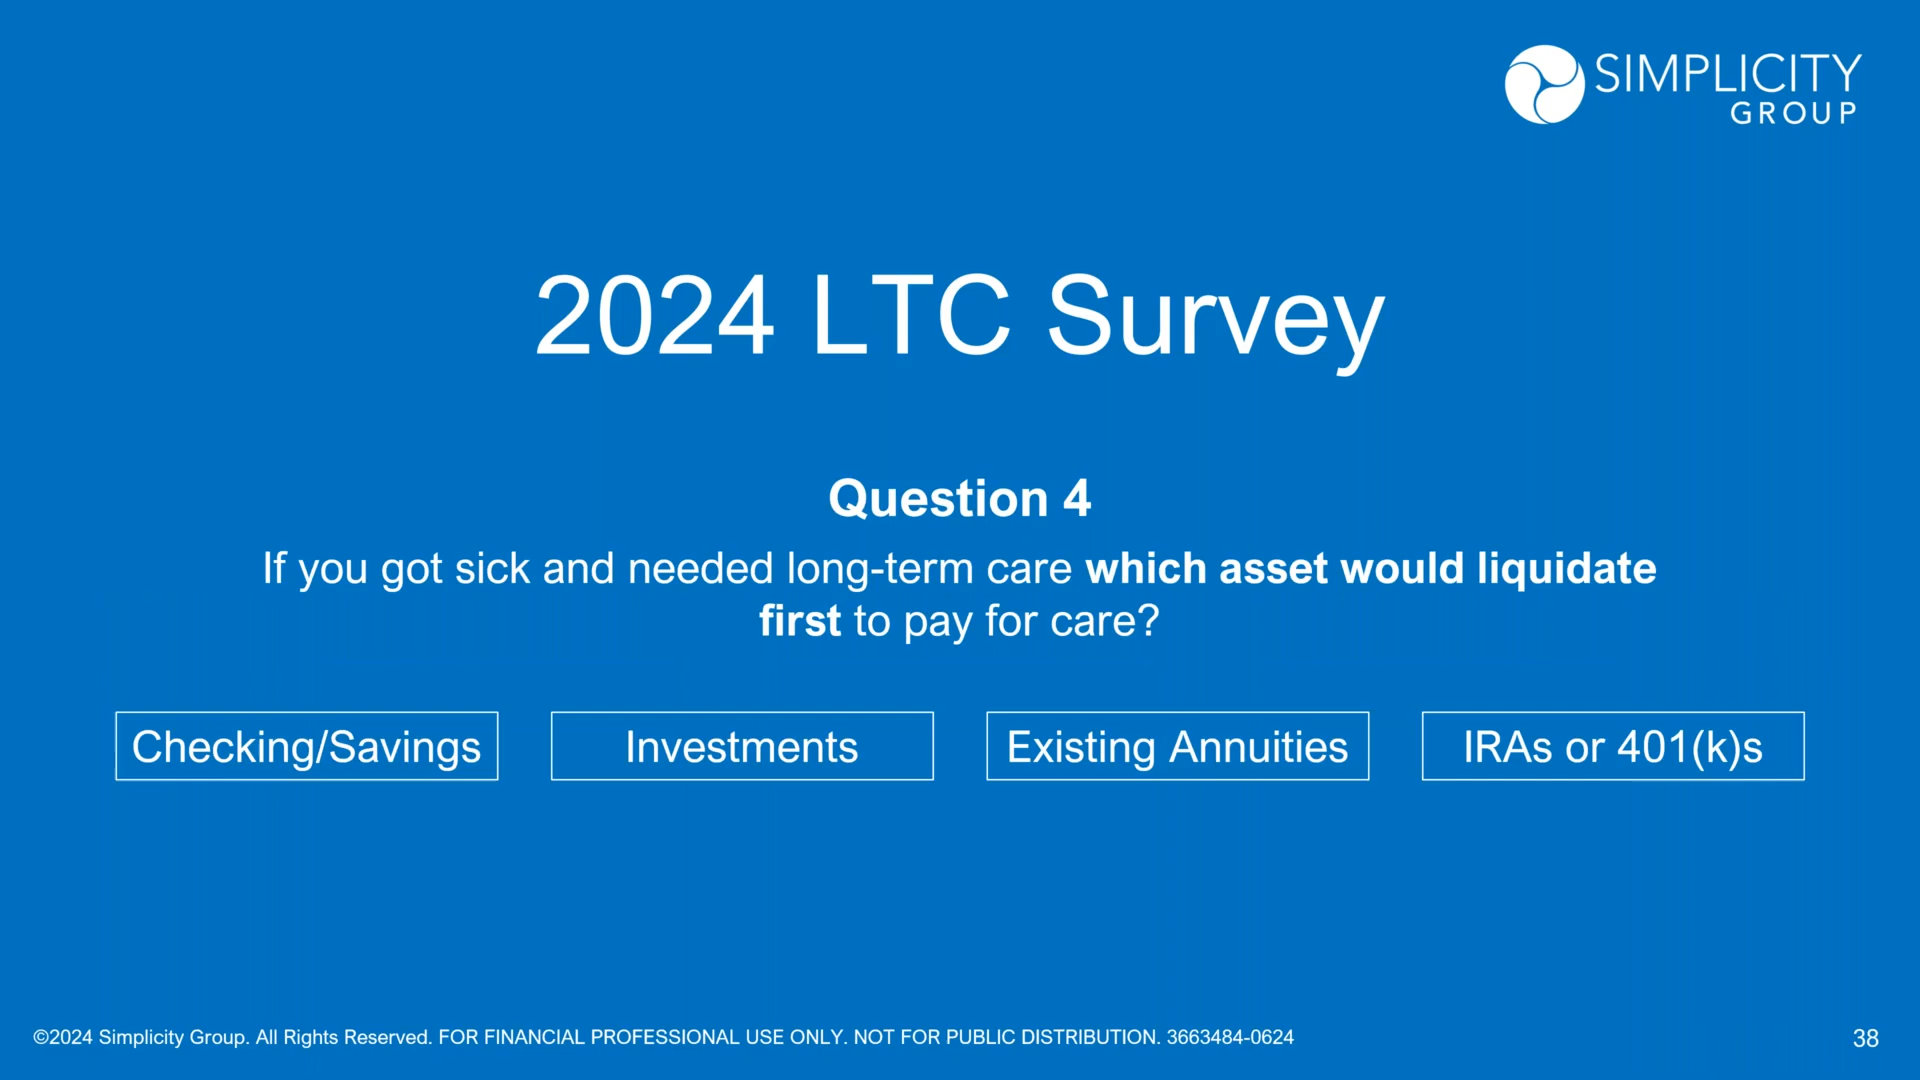 SIMPLICITY
GROUP
2024 LTC Survey
Question 4
If you got sick and needed long-term care which asset would liquidate
first to pay for care?
Checking/Savings
Investments
Existing Annuities
IRAs or 401(k)s
©2024 Simplicity Group. All Rights Reserved. FOR FINANCIAL PROFESSIONAL USE ONLY. NOT FOR PUBLIC DISTRIBUTION. 3663484-0624
38